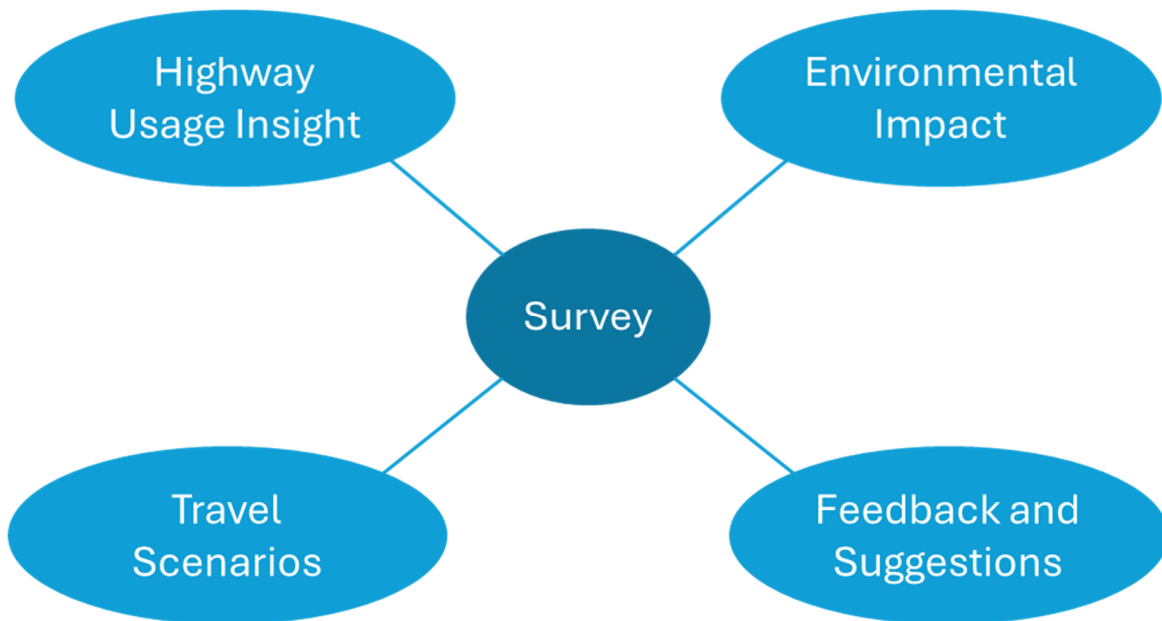 Highway
Usage Insight
Environmental
Impact
Survey
Travel
Scenarios
Feedback and
Suggestions